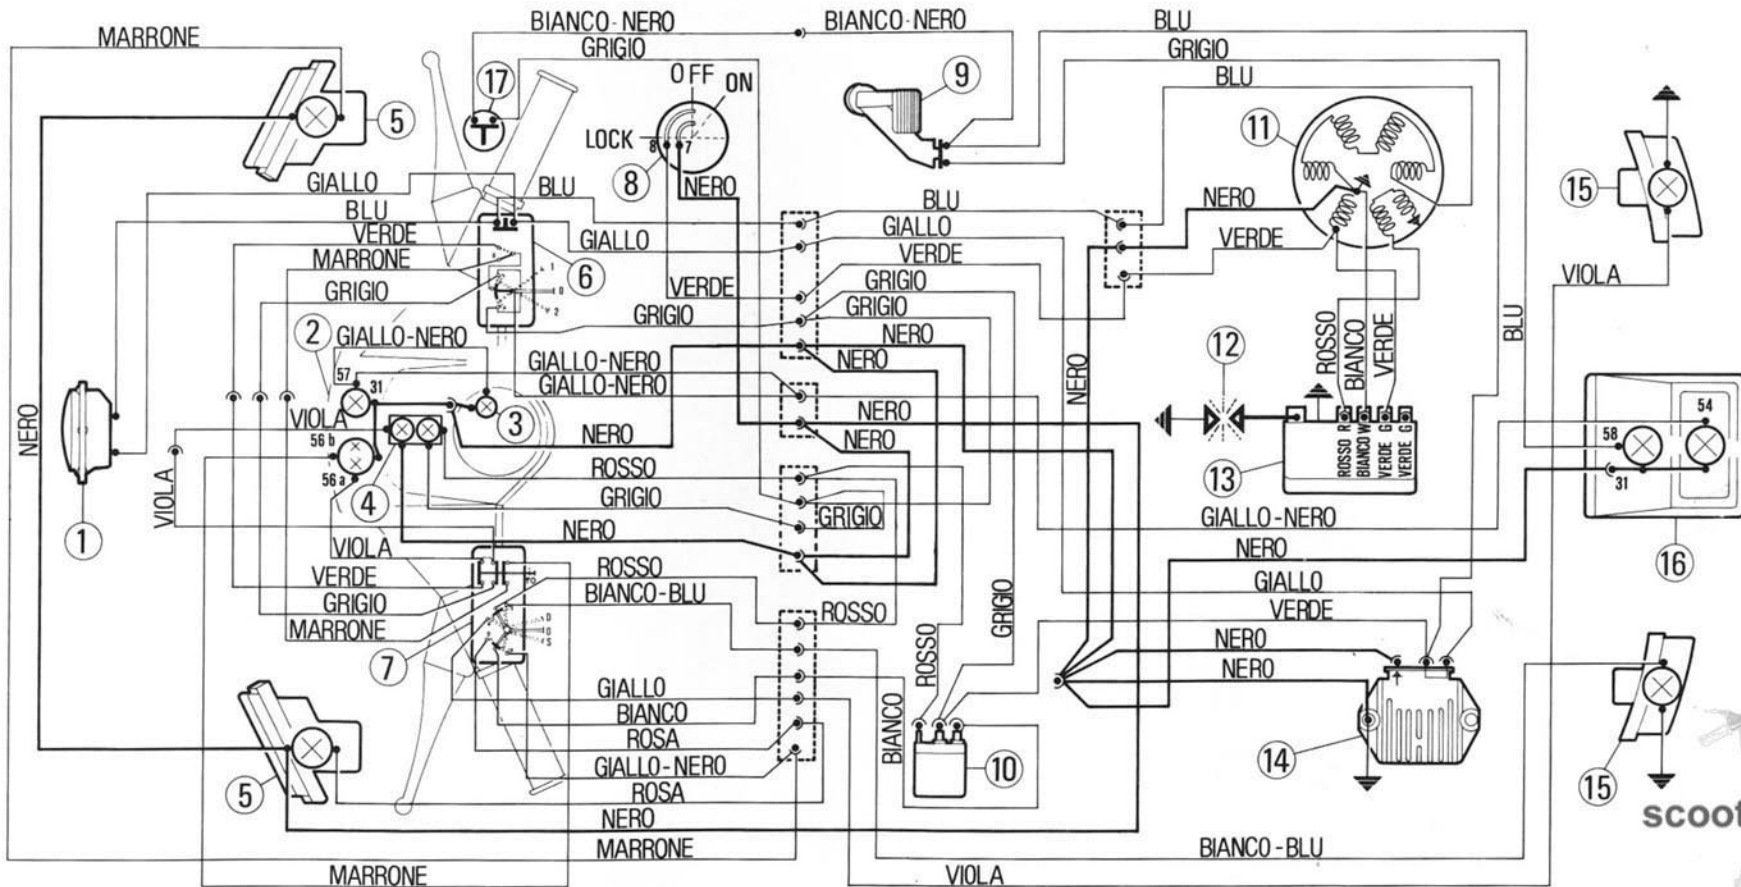 MARRONE
BIANCO-NERO
BIANCO-NERO
BLU
GRIGIO
GRIGIO
BLU
OFF
ON
17
9
5
LOCK
8
7
8
NERO
11
15
GIALLO
BLU
BLU
NERO
BLU
VERDE
GIALLO
GIALLO
VERDE
MARRONE
6
1
0
2
VERDE
VERDE
VIOLA
GRIGIO
GRIGIO
GRIGIO
GRIGIO
2
GIALLO-NERO
NERO
NERO
GIALLO-NERO
GIALLO-NERO
57
31
3
VIOLA
NERO
NERO
NERO
56 b
56 a
4
ROSSO
GRIGIO
GRIGIO
NERO
NERO
VIOLA
1
NERO
12
ROSSO
BIANCO
VERDE
BLU
ROSSO R
BIANCO W
VERDE G
VERDE G
13
54
58
31
16
GIALLO-NERO
NERO
GIALLO
VERDE
VIOLA
VERDE
GRIGIO
MARRONE
ROSSO
BIANCO-BLU
ROSSO
D
0
S
7
GRIGIO
ROSSO
BIANCO
NERO
NERO
GIALLO
BIANCO
ROSA
GIALLO-NERO
ROSA
NERO
5
10
14
15
MARRONE
BIANCO-BLU
MARRONE
VIOLA
scoot